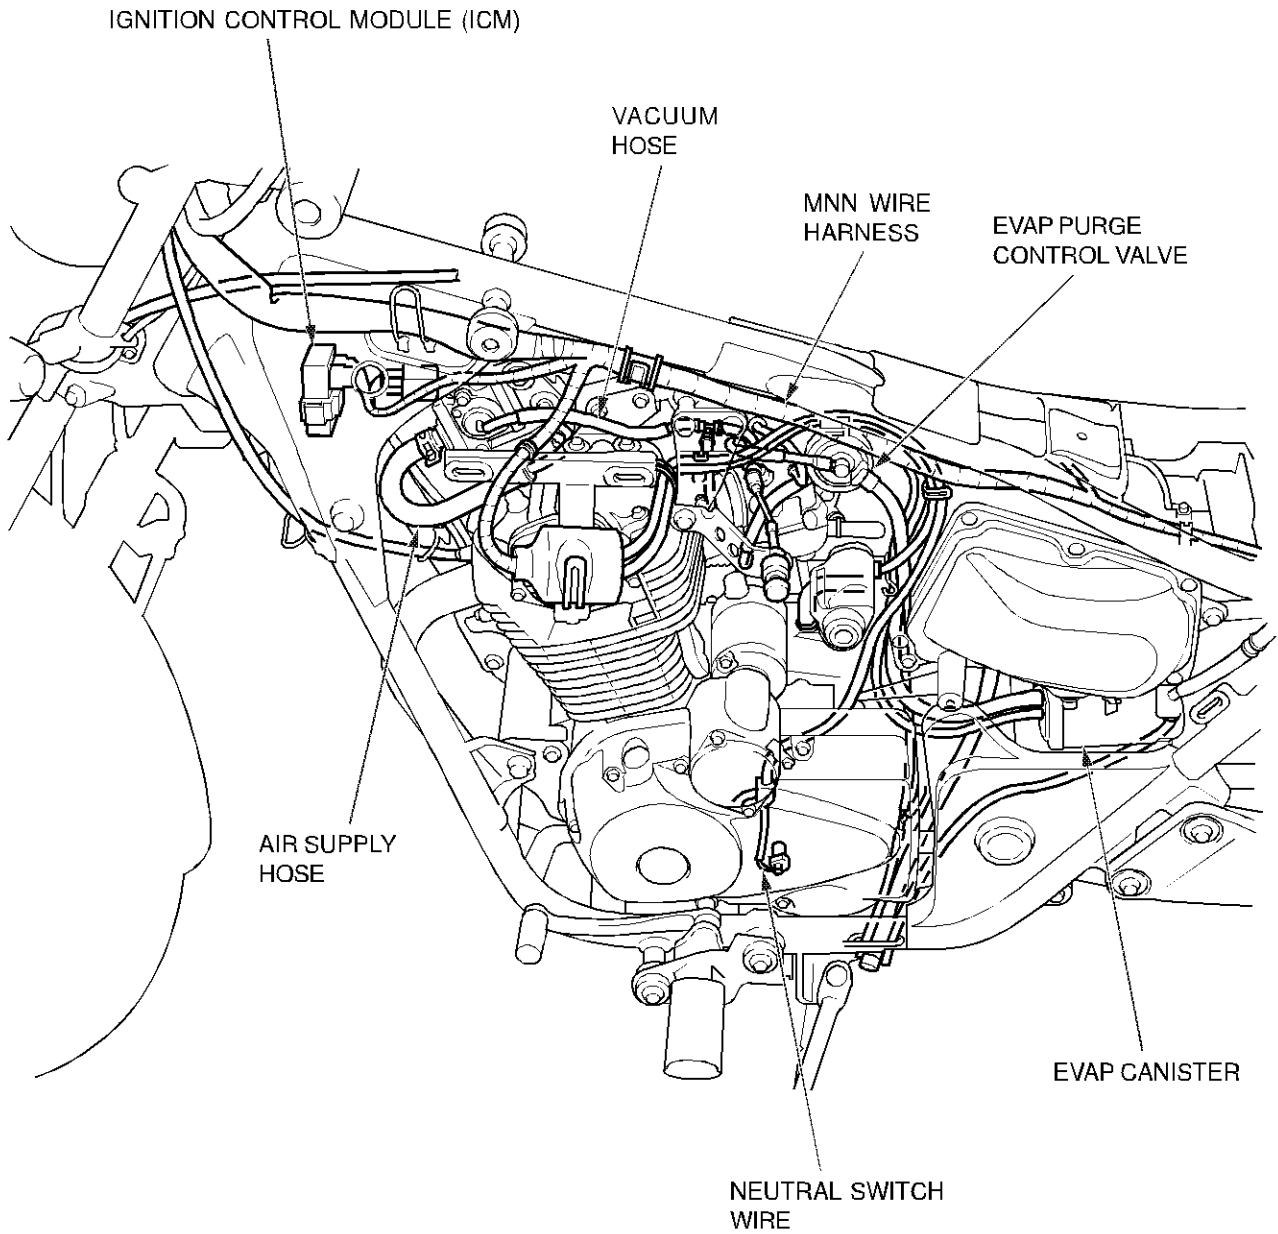 IGNITION CONTROL MODULE (ICM)
VACUUM
HOSE
MNN WIRE
HARNESS
EVAP PURGE
CONTROL VALVE
AIR SUPPLY
HOSE
EVAP CANISTER
NEUTRAL SWITCH
WIRE